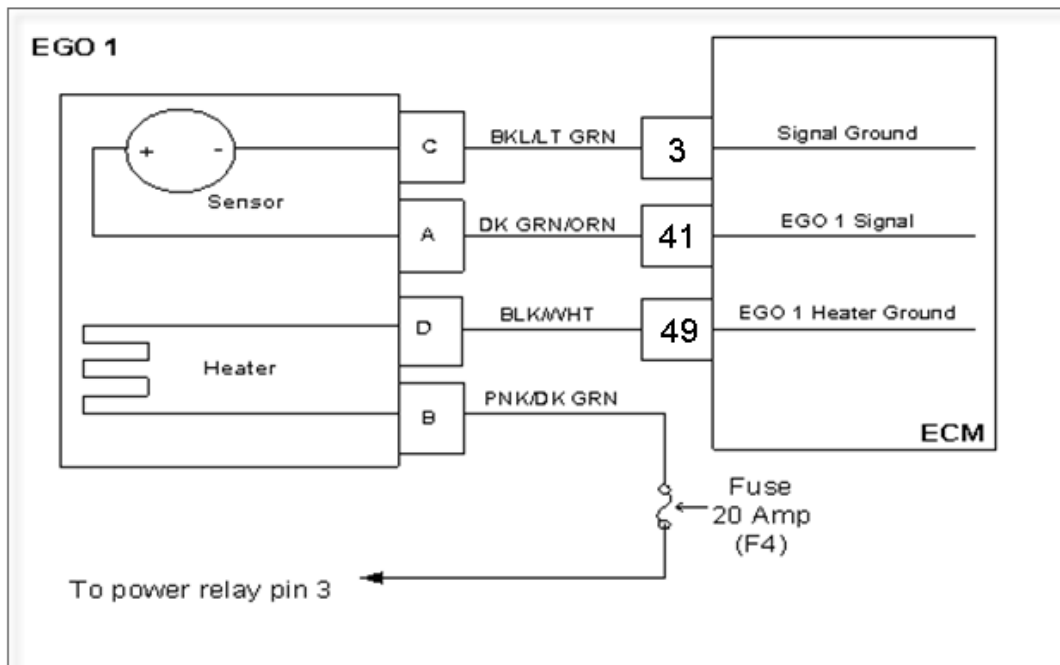 EGO 1
C
BKL/LT GRN
3
Signal Ground
+ -
Sensor
A
DK GRN/ORN
41
EGO 1 Signal
D
BLK/WHT
49
EGO 1 Heater Ground
Heater
B
PNK/DK GRN
ECM
Fuse
20 Amp
(F4)
To power relay pin 3